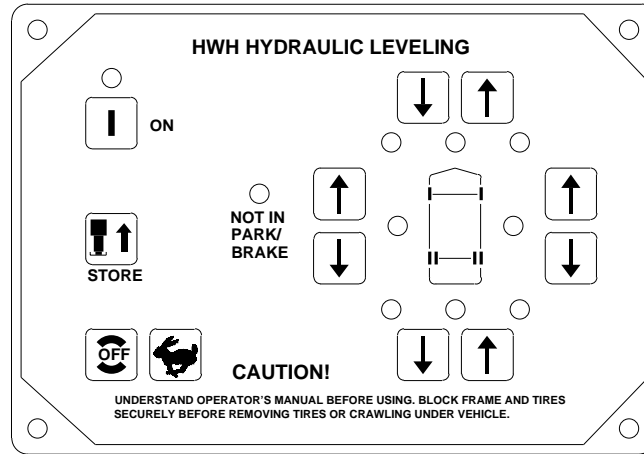 HWH HYDRAULIC LEVELING
ON
NOT IN
PARK/
BRAKE
STORE
OFF
CAUTION!
UNDERSTAND OPERATOR'S MANUAL BEFORE USING. BLOCK FRAME AND TIRES
SECURELY BEFORE REMOVING TIRES OR CRAWLING UNDER VEHICLE.